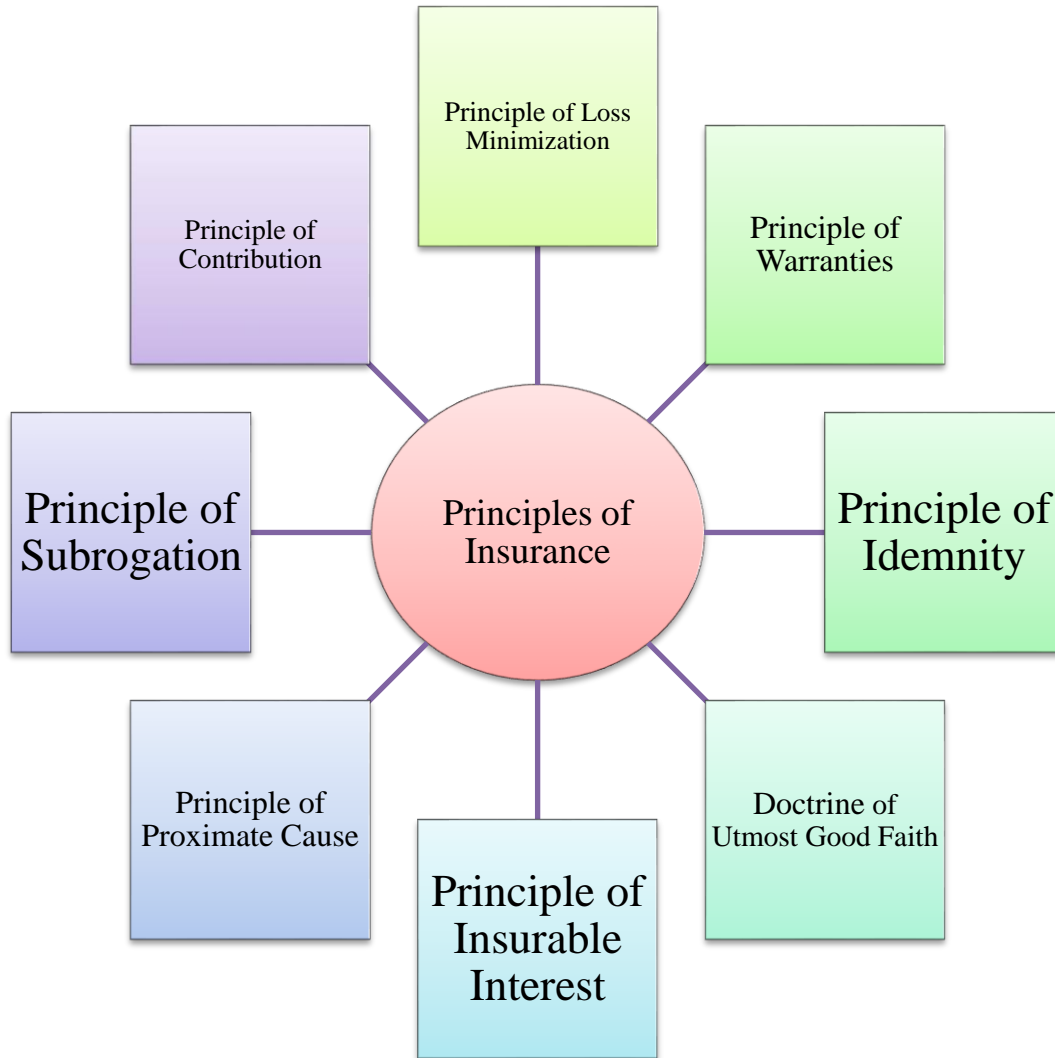 Principle of Loss
Minimization
Principle of
Contribution
Principle of
Warranties
Principle of
Subrogation
Principles of
Insurance
Principle of
Idemnity
Principle of
Proximate Cause
Doctrine of
Utmost Good Faith
Principle of
Insurable
Interest